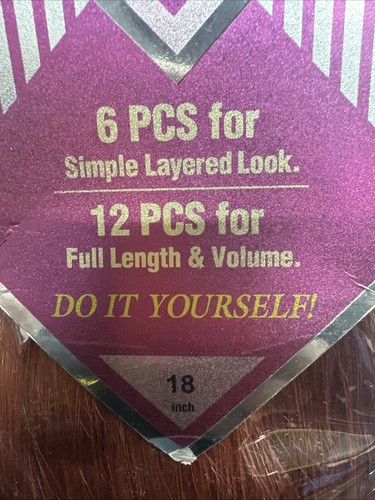 6 PCS for
Simple Layered Look.
12 PCS for
Full Length & Volume.
DO IT YOURSELF!
18
inch